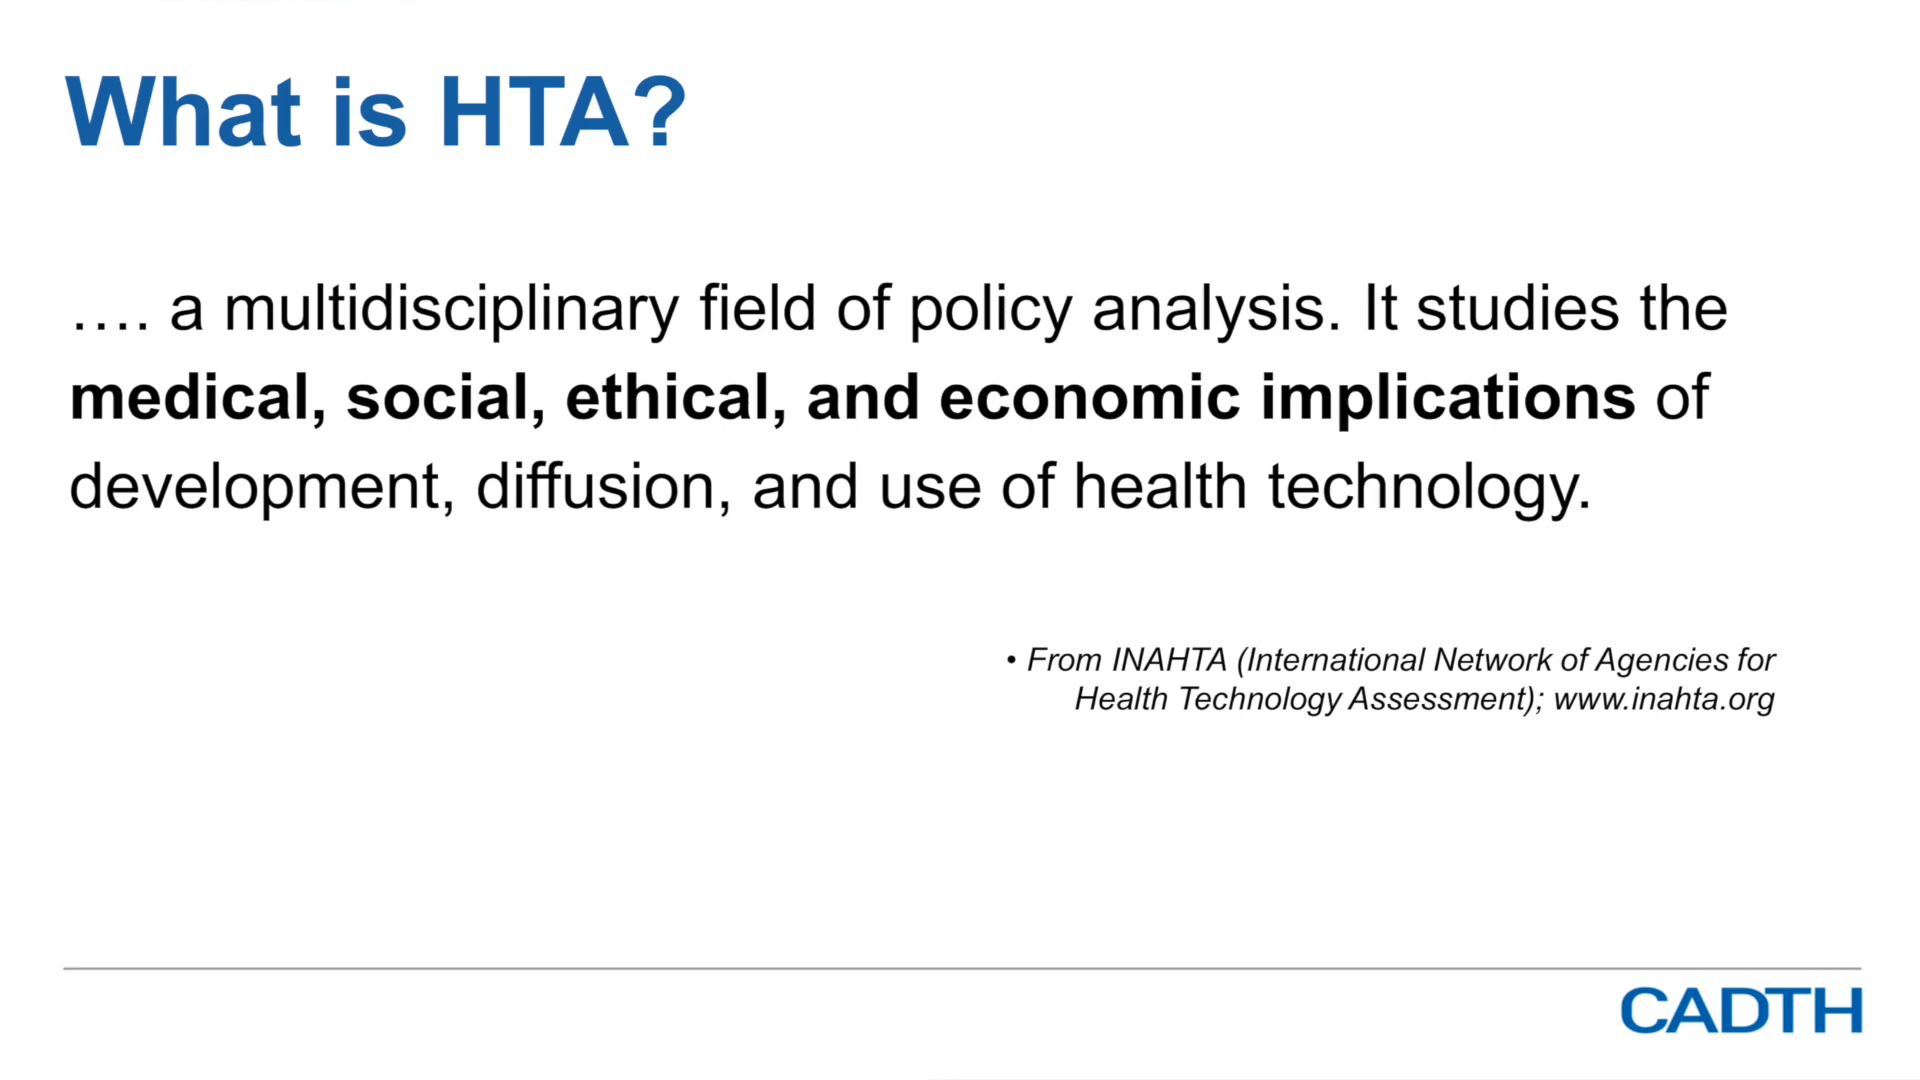 What is HTA?
…. a multidisciplinary field of policy analysis. It studies the
medical, social, ethical, and economic implications of
development, diffusion, and use of health technology.
• From INAHTA (International Network of Agencies for
Health Technology Assessment); www.inahta.org
CADTH